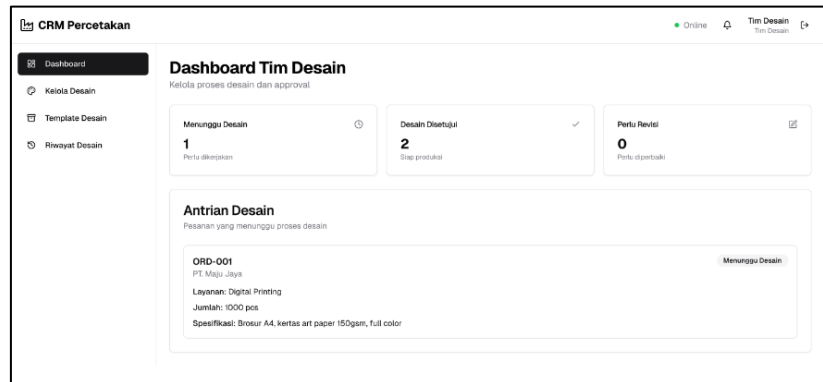 CRM Percetakan
Online
Tim Desain
Tim Desain
Dashboard
Kelola Desain
Template Desain
Riwayat Desain
Dashboard Tim Desain
Kelola proses desain dan approval
Menunggu Desain
1
Perlu dikerjakan
Desain Disetujui
2
Siap produksi
Perlu Revisi
0
Perlu diperbaiki
Antrian Desain
Pesanan yang menunggu proses desain
ORD-001
Menunggu Desain
PT. Maju Jaya
Layanan: Digital Printing
Jumlah: 1000 pcs
Spesifikasi: Brosur A4, kertas art paper 150gsm, full color